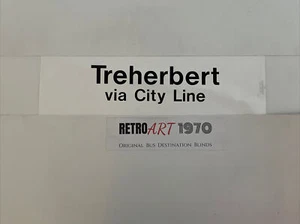 Treherbert
via City Line
RETROART 1970
ORIGINAL BUS DESTINATION BLINDS